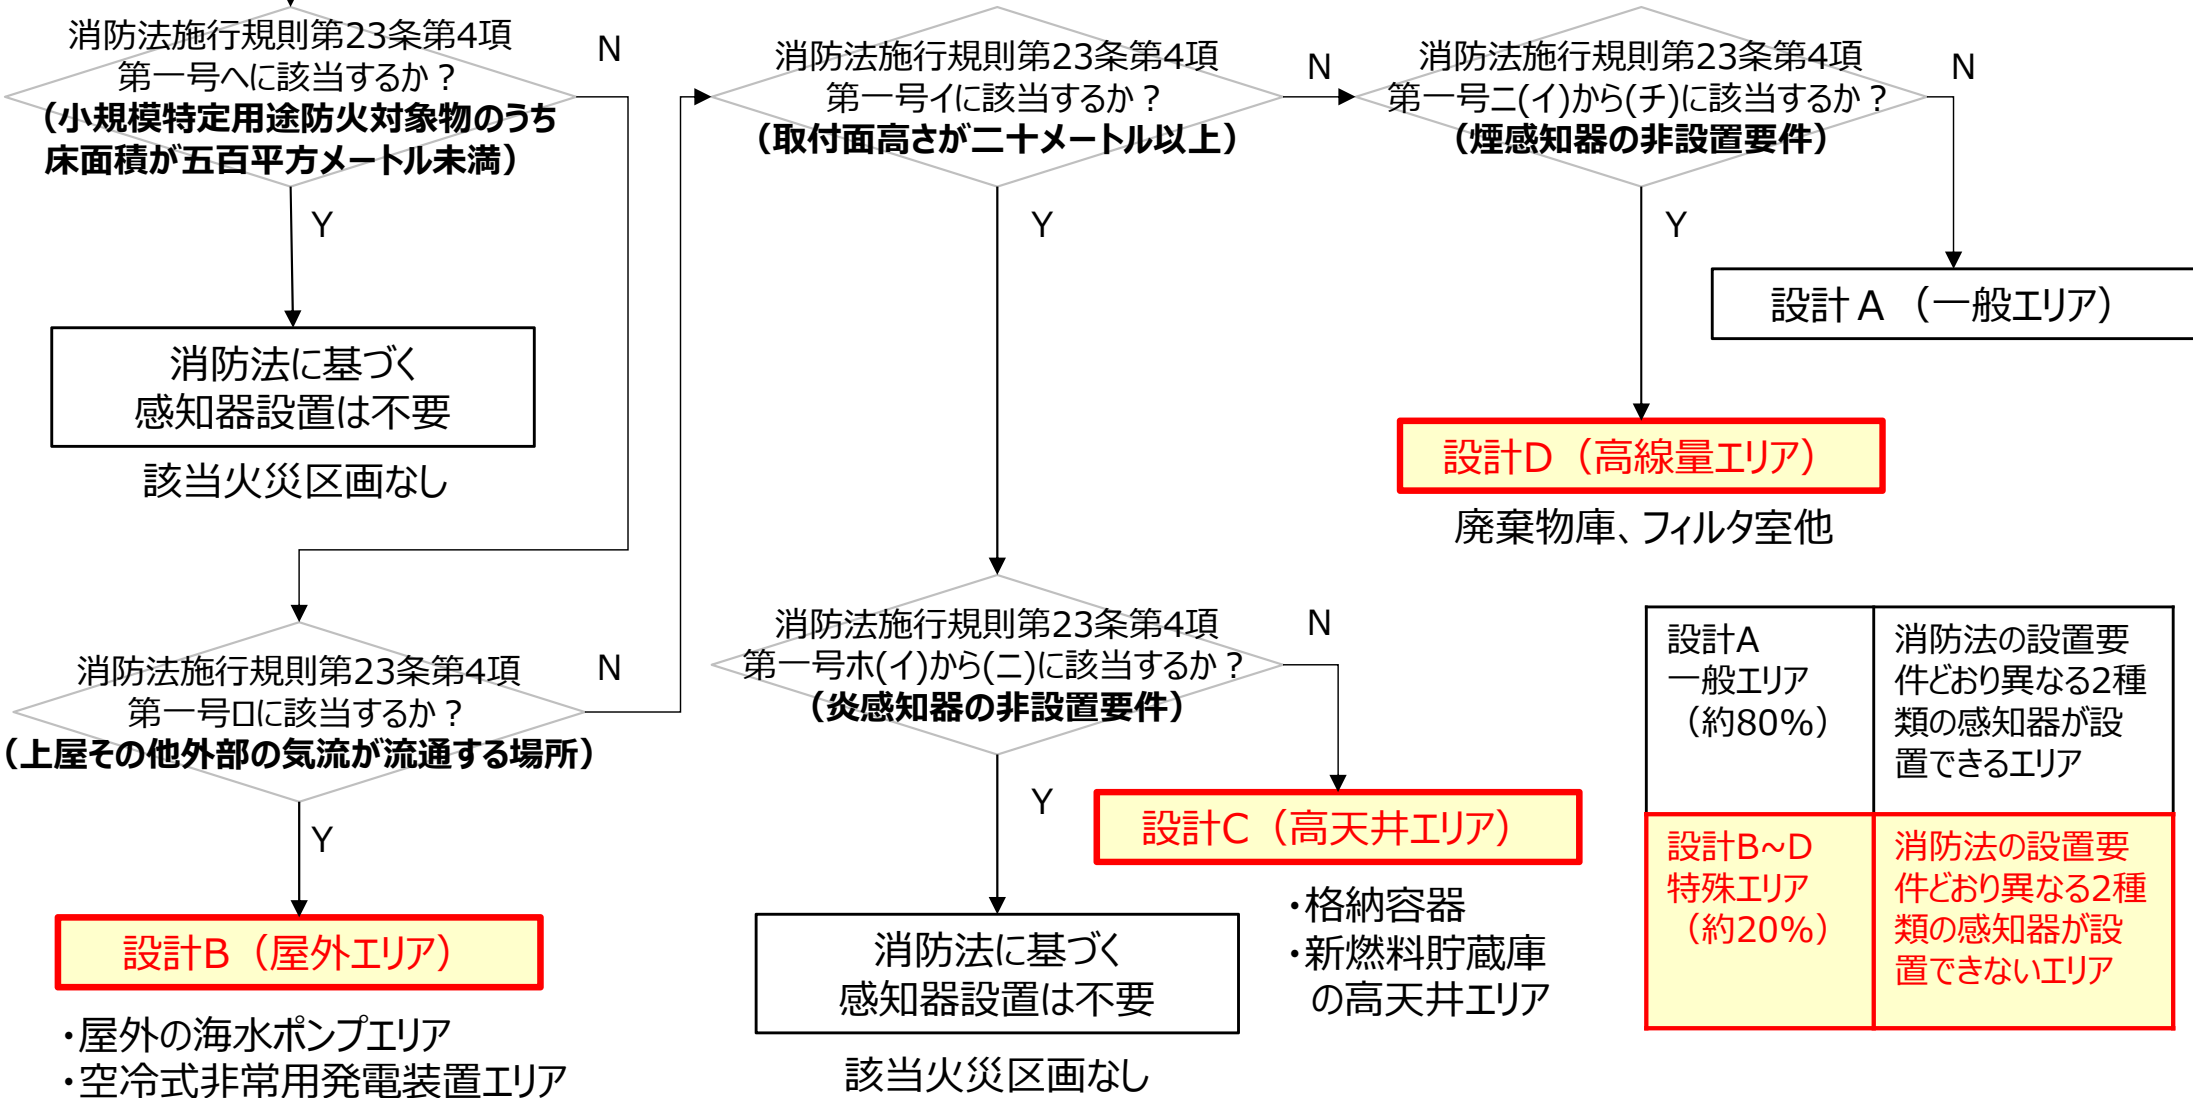 消防法施行規則第23条第4項
第一号ヘに該当するか？
（小規模特定用途防火対象物のうち
床面積が五百平方メートル未満）
N
Y
消防法に基づく
感知器設置は不要
該当火災区画なし
消防法施行規則第23条第4項
第一号ロに該当するか？
（上屋その他外部の気流が流通する場所）
N
Y
設計B（屋外エリア）
・屋外の海水ポンプエリア
・空冷式非常用発電装置エリア
消防法施行規則第23条第4項
第一号イに該当するか？
（取付面高さが二十メートル以上）
N
Y
消防法施行規則第23条第4項
第一号ホ(イ)から(ニ)に該当するか？
（炎感知器の非設置要件）
N
Y
設計C（高天井エリア）
・格納容器
・新燃料貯蔵庫
の高天井エリア
消防法に基づく
感知器設置は不要
該当火災区画なし
消防法施行規則第23条第4項
第一号ニ(イ)から(チ)に該当するか？
（煙感知器の非設置要件）
N
Y
設計A（一般エリア）
設計D（高線量エリア）
廃棄物庫、フィルタ室他
設計A
一般エリア
（約80%）
消防法の設置要
件どおり異なる2種
類の感知器が設
置できるエリア
設計B~D
特殊エリア
（約20%）
消防法の設置要
件どおり異なる2種
類の感知器が設
置できないエリア